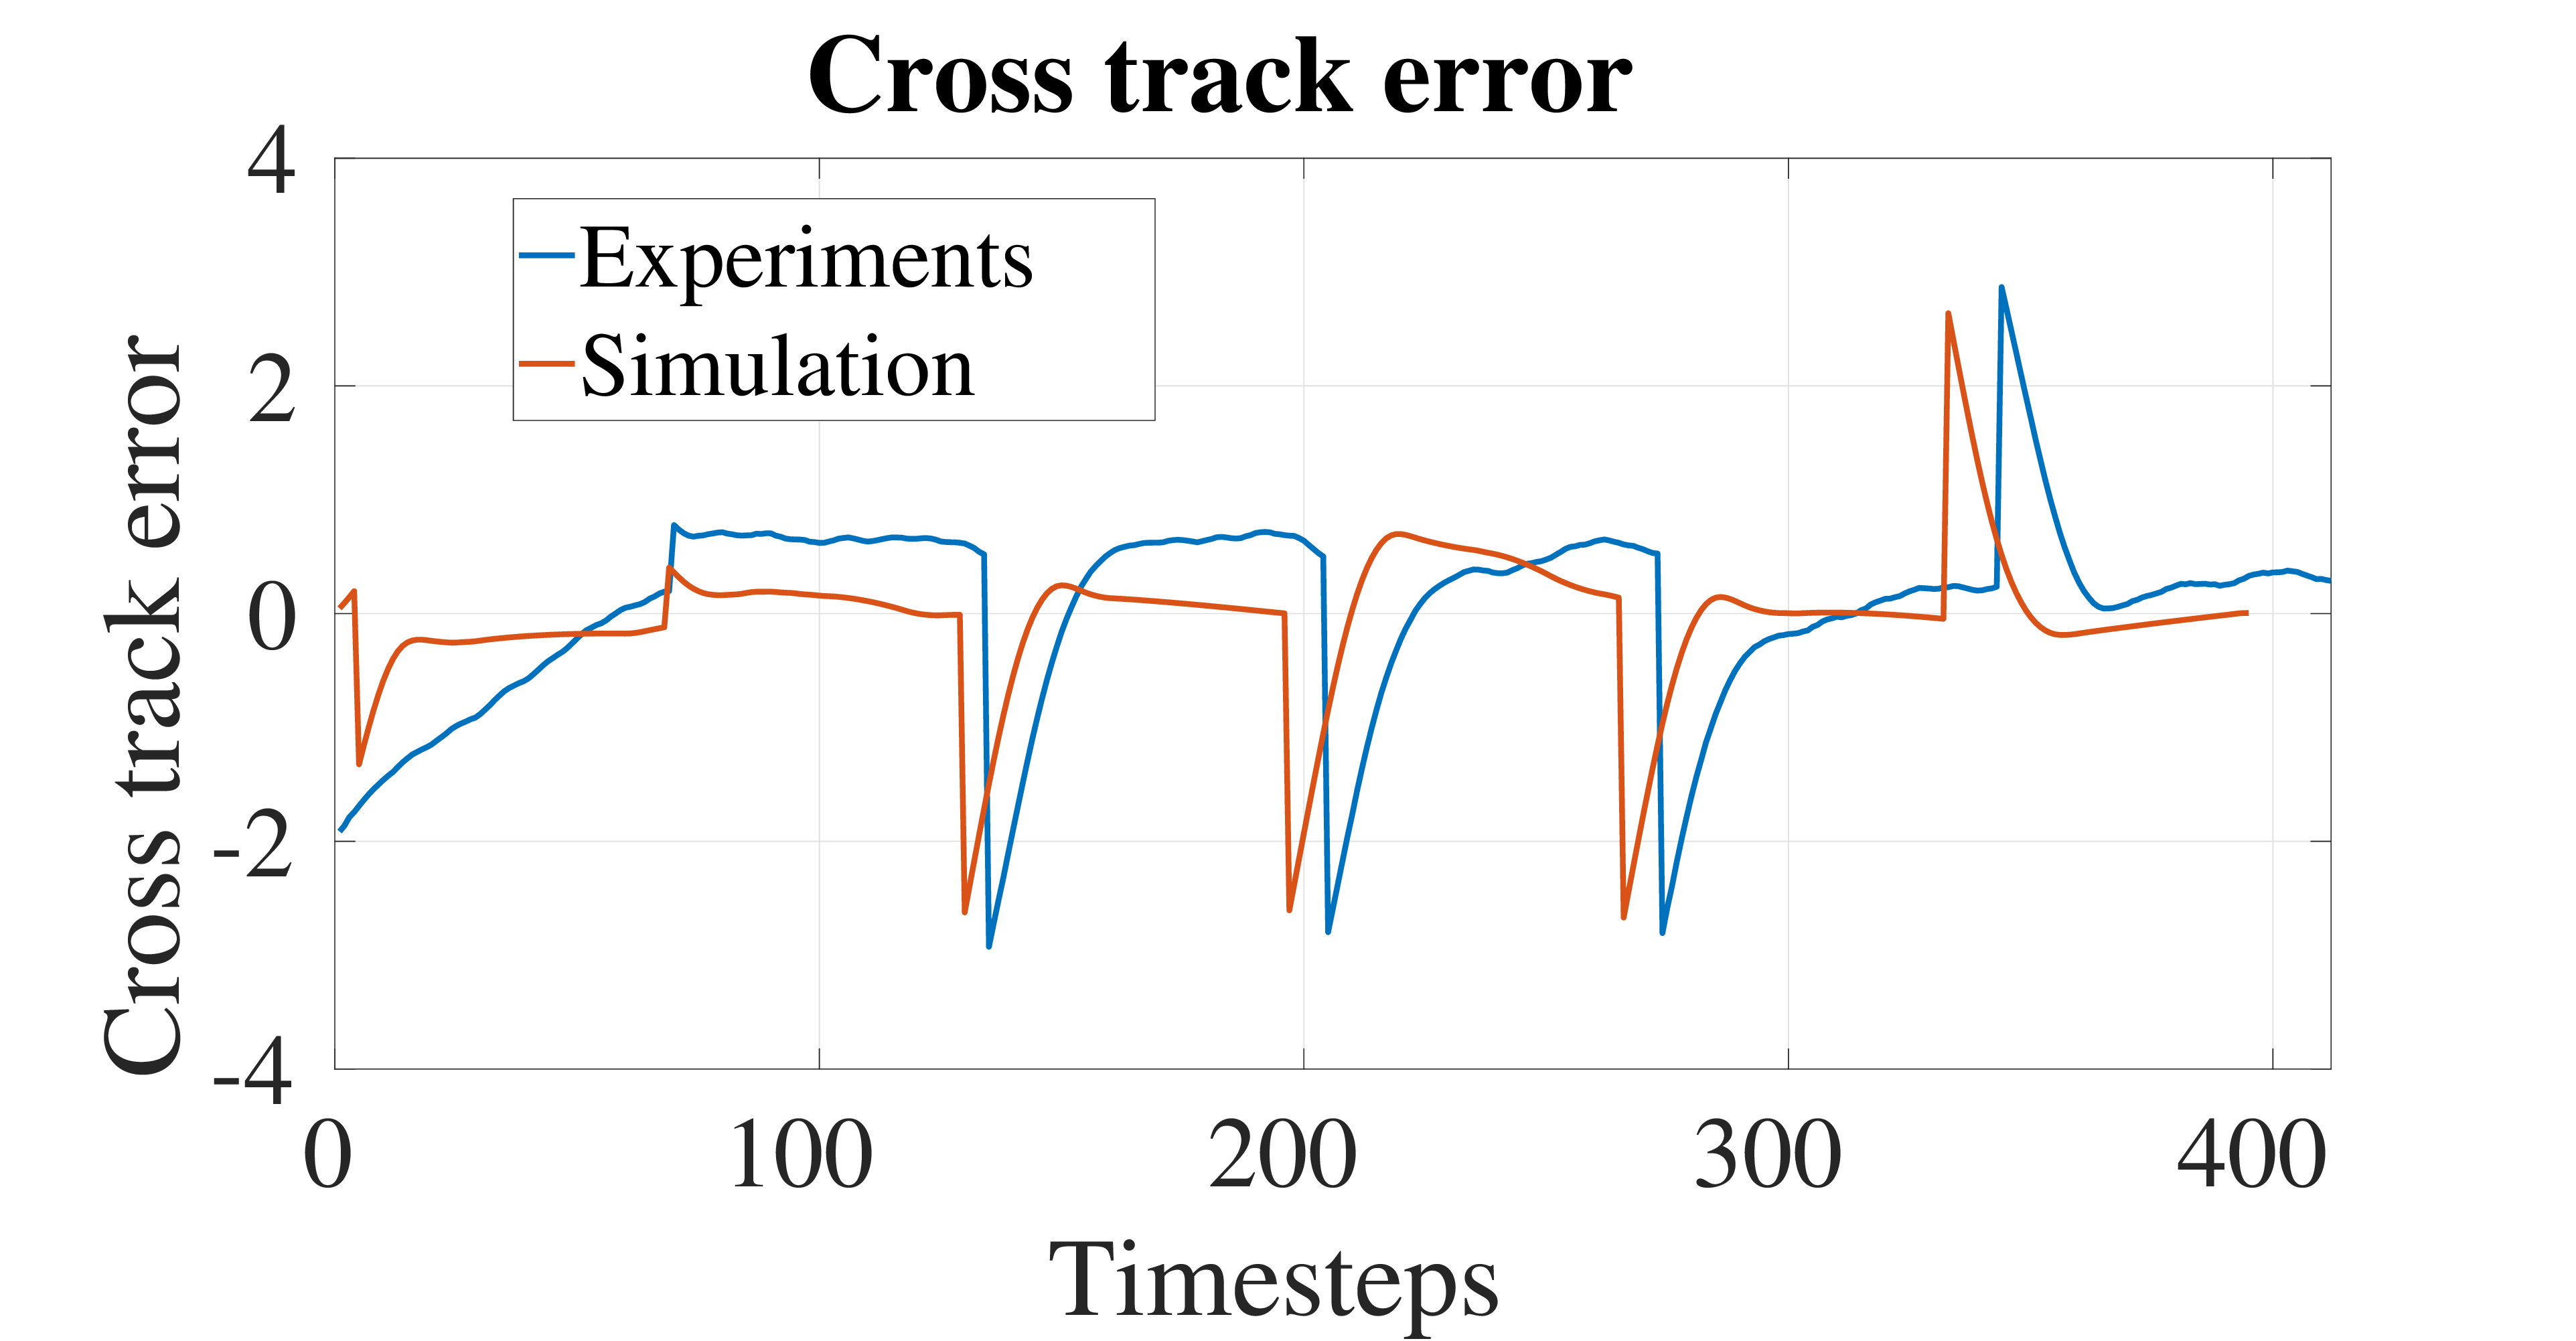 Cross track error
4
2
0
-2
-4
Cross track error
Experiments
Simulation
0 100 200 300 400
Timesteps